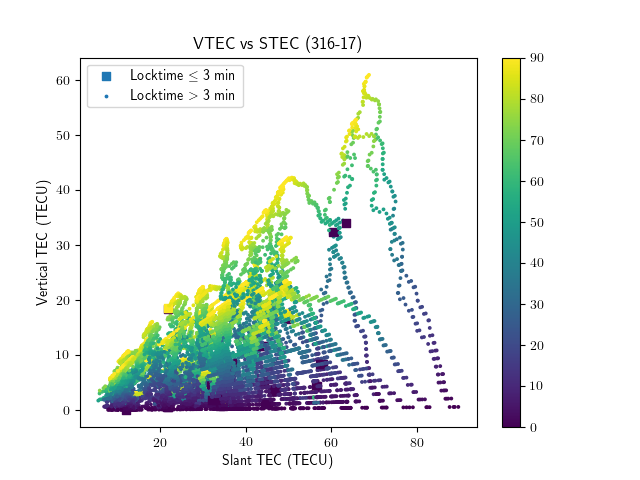 VTEC vs STEC (316-17)
Locktime ≤ 3 min
Locktime > 3 min
Vertical TEC (TECU)
60
50
40
30
20
10
0
20 40 60 80
Slant TEC (TECU)
90
80
70
60
50
40
30
20
10
0